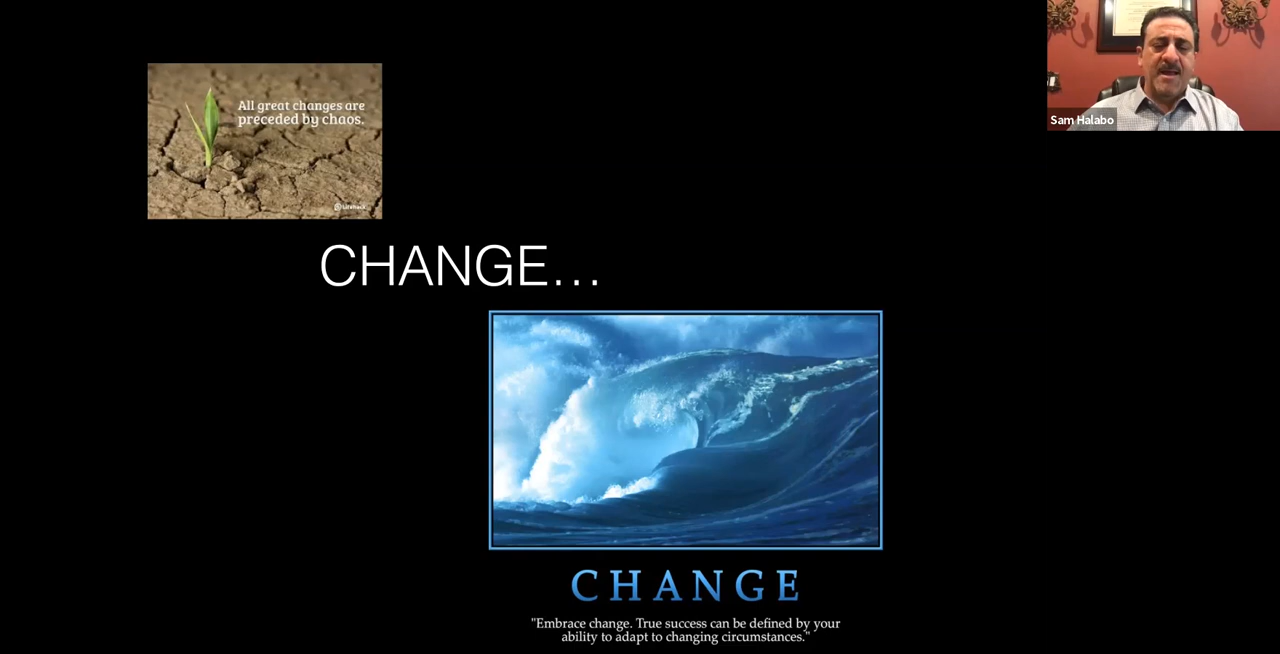 Sam Halabo
All great changes are
preceded by chaos.
Lifehack
CHANGE...
CHANGE
"Embrace change. True success can be defined by your
ability to adapt to changing circumstances."